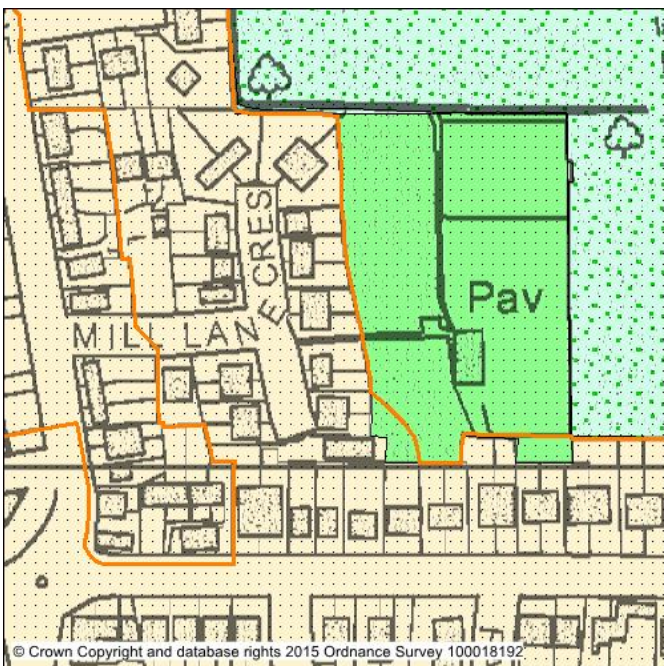 MILL LANE CRES
Pav
© Crown Copyright and database rights 2015 Ordnance Survey 100018192